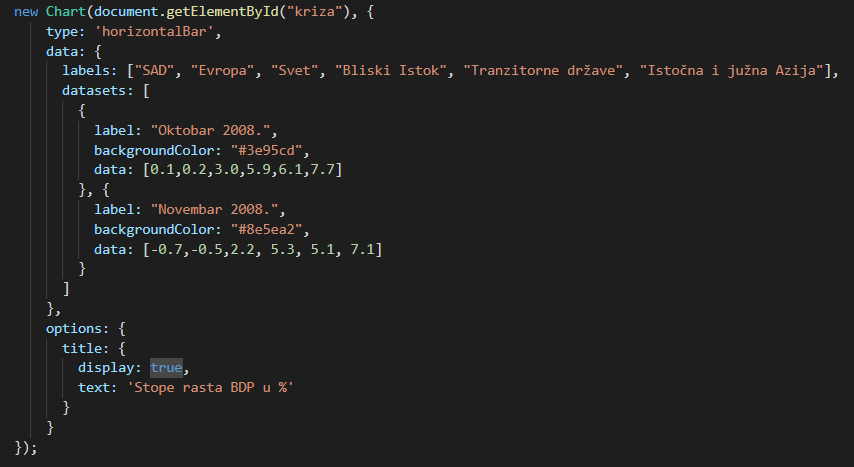 new Chart(document.getElementById("kriza"), {
    type: 'horizontalBar',
    data: {
      labels: ["SAD", "Evropa", "Svet", "Bliski Istok", "Tranzitorne države", "Istočna i južna Azija"],
      datasets: [
        {
          label: "Oktobar 2008.",
          backgroundColor: "#3e95cd",
          data: [0.1,0.2,3.0,5.9,6.1,7.7]
        }, {
          label: "Novembar 2008.",
          backgroundColor: "#8e5ea2",
          data: [-0.7,-0.5,2.2, 5.3, 5.1, 7.1]
        }
      ]
    },
    options: {
      title: {
        display: true,
        text: 'Stope rasta BDP u %'
      }
    }
});